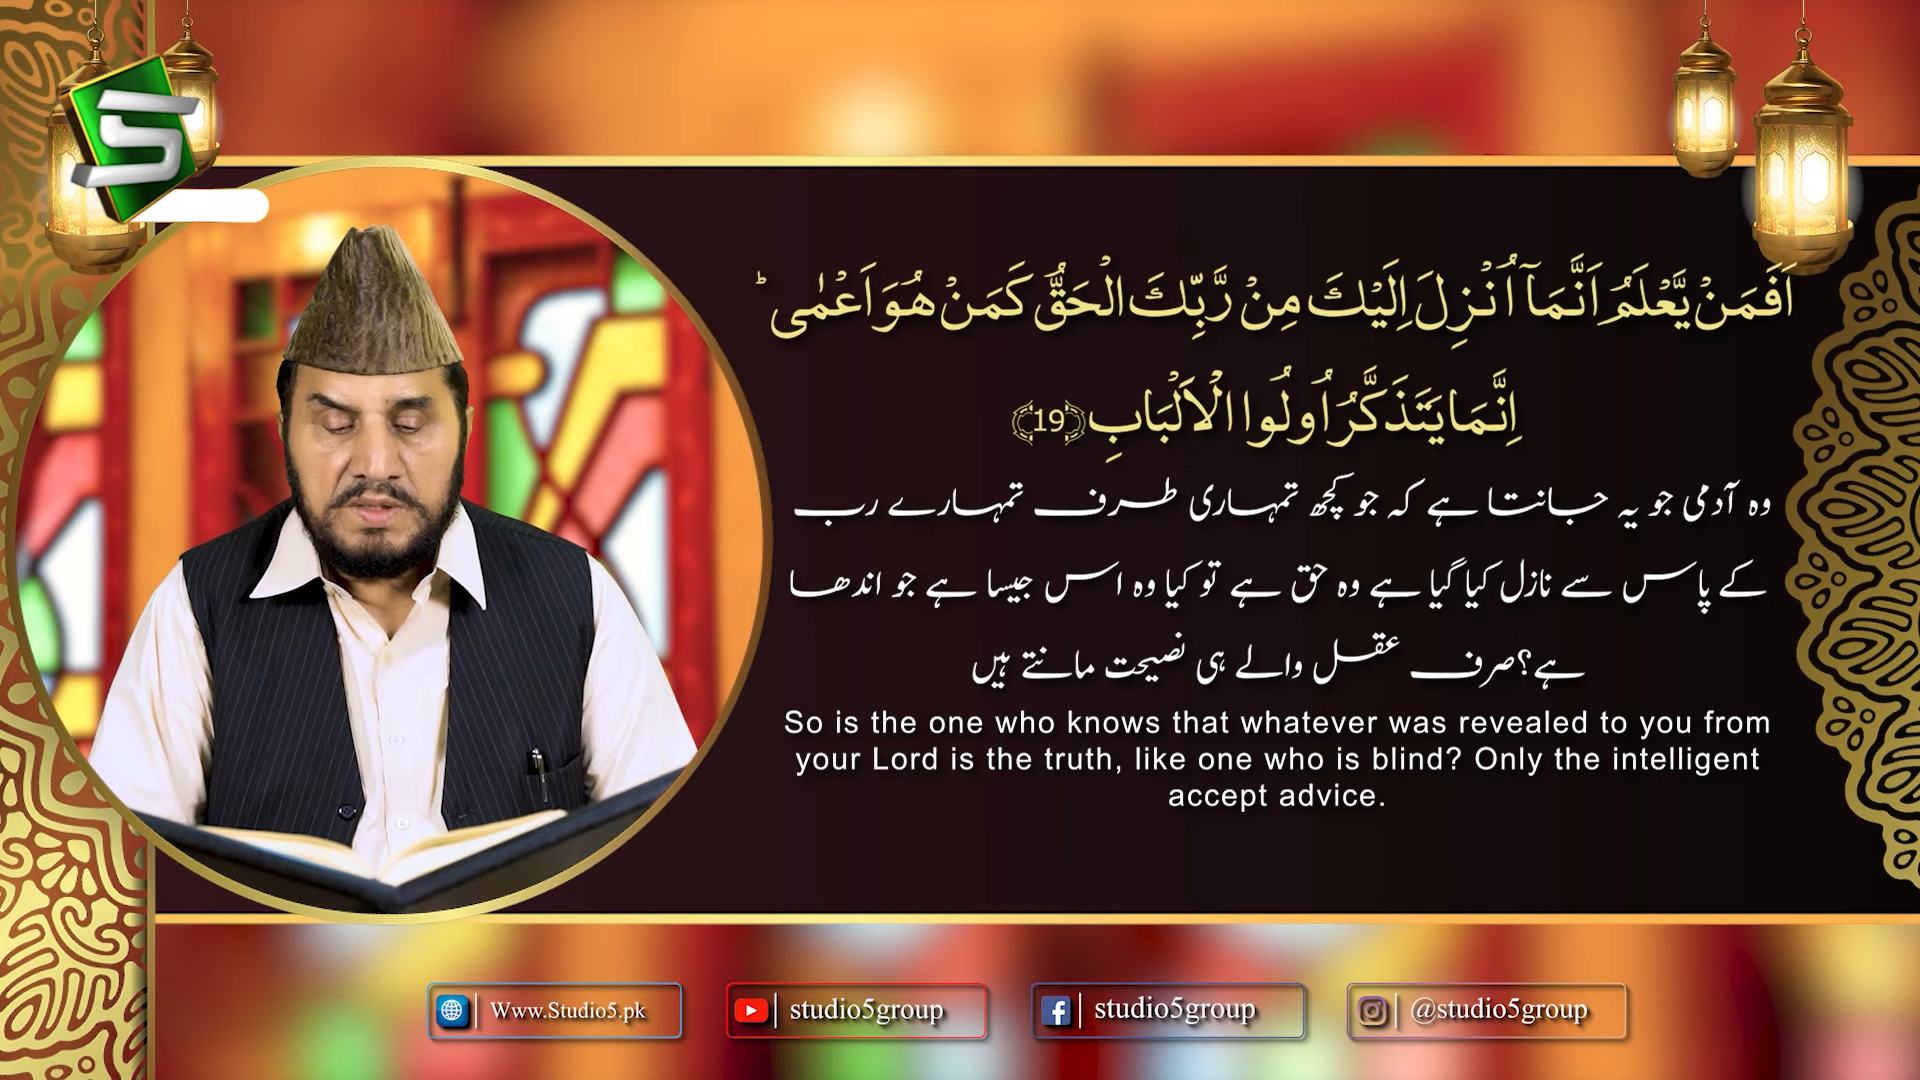 اَفَمَنْ يَّعْلَمُ اَنَّمَاۤ اُنْزِلَ اِلَيْكَ مِنْ رَّبِّكَ الْحَقُّ كَمَنْ هُوَ اَعْمٰىؕ
اِنَّمَا يَتَذَكَّرُ اُولُوا الْاَلْبَابِ﴿19﴾
وہ آدمی جو یہ جانتا ہے کہ جو کچھ تمہاری طرف تمہارے رب
کے پاس سے نازل کیا گیا ہے وہ حق ہے تو کیا وہ اس جیسا ہے جو اندھا
ہے؟صرف عقل والے ہی نصیحت مانتے ہیں
So is the one who knows that whatever was revealed to you from
your Lord is the truth, like one who is blind? Only the intelligent
accept advice.
Www.Studio5.pk
studio5group
studio5group
@studio5group